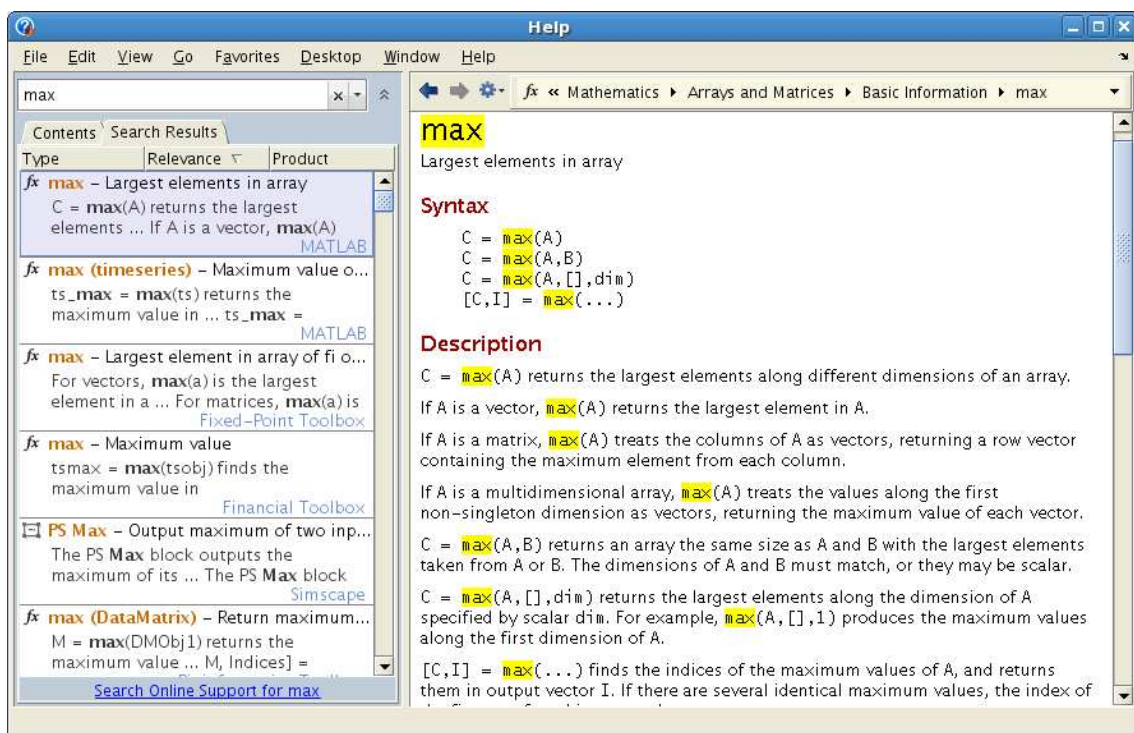 Help
File Edit View Go Favorites Desktop Window Help
max
Contents Search Results
Type Relevance Product
fx max – Largest elements in array
C = max(A) returns the largest
elements ... If A is a vector, max(A)
MATLAB
fx max (timeseries) – Maximum value o...
ts_max = max(ts) returns the
maximum value in ... ts_max =
MATLAB
fx max – Largest element in array of fi o...
For vectors, max(a) is the largest
element in a ... For matrices, max(a) is
Fixed–Point Toolbox
fx max – Maximum value
tsmax = max(tsobj) finds the
maximum value in
Financial Toolbox
PS Max – Output maximum of two inp...
The PS Max block outputs the
maximum of its ... The PS Max block
Simscape
fx max (DataMatrix) – Return maximum...
M = max(DMObj1) returns the
maximum value ... M, Indices] =
Search Online Support for max
fx « Mathematics ▸ Arrays and Matrices ▸ Basic Information ▸ max
max
Largest elements in array
Syntax
C = max(A)
C = max(A,B)
C = max(A,[],dim)
[C,I] = max(...)
Description
C = max(A) returns the largest elements along different dimensions of an array.
If A is a vector, max(A) returns the largest element in A.
If A is a matrix, max(A) treats the columns of A as vectors, returning a row vector
containing the maximum element from each column.
If A is a multidimensional array, max(A) treats the values along the first
non–singleton dimension as vectors, returning the maximum value of each vector.
C = max(A,B) returns an array the same size as A and B with the largest elements
taken from A or B. The dimensions of A and B must match, or they may be scalar.
C = max(A,[],dim) returns the largest elements along the dimension of A
specified by scalar dim. For example, max(A,[],1) produces the maximum values
along the first dimension of A.
[C,I] = max(...) finds the indices of the maximum values of A, and returns
them in output vector I. If there are several identical maximum values, the index of